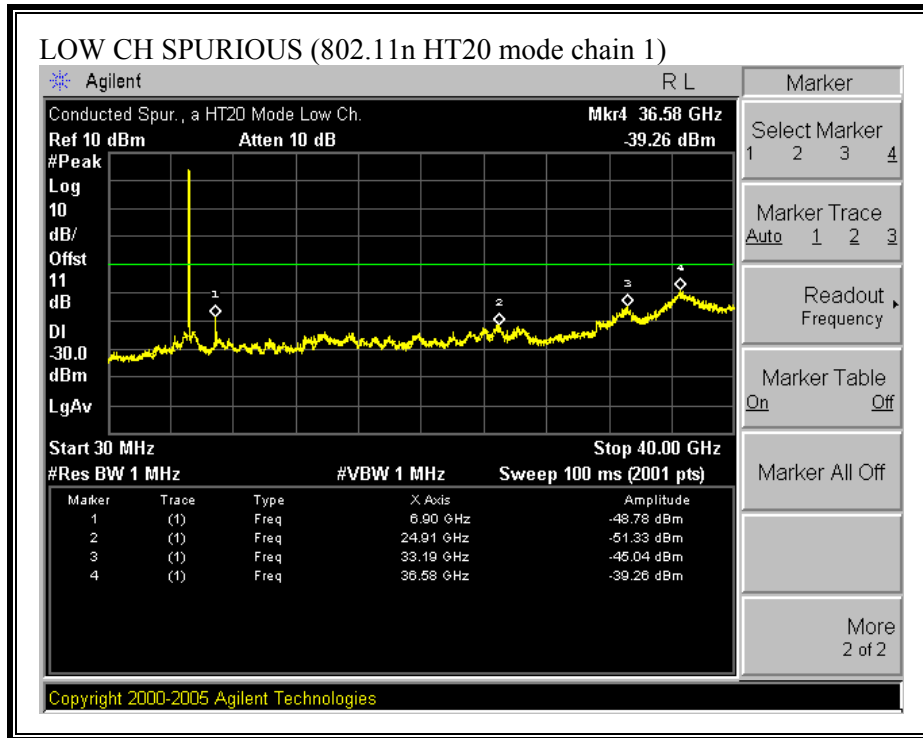 LOW CH SPURIOUS (802.11n HT20 mode chain 1)
Agilent R L
Conducted Spur., a HT20 Mode Low Ch. Mkr4 36.58 GHz
Ref 10 dBm Atten 10 dB -39.26 dBm
#Peak
Log
10
dB/
Offst
11
dB
DI
-30.0
dBm
LgAv
1
2
3
4
Start 30 MHz Stop 40.00 GHz
#Res BW 1 MHz #VBW 1 MHz Sweep 100 ms (2001 pts)
Marker Trace Type X Axis Amplitude
1 (1) Freq 6.90 GHz -48.78 dBm
2 (1) Freq 24.91 GHz -51.33 dBm
3 (1) Freq 33.19 GHz -45.04 dBm
4 (1) Freq 36.58 GHz -39.26 dBm
Marker
Select Marker
1 2 3 4
Marker Trace
Auto 1 2 3
Readout
Frequency
Marker Table
On Off
Marker All Off
More
2 of 2
Copyright 2000-2005 Agilent Technologies